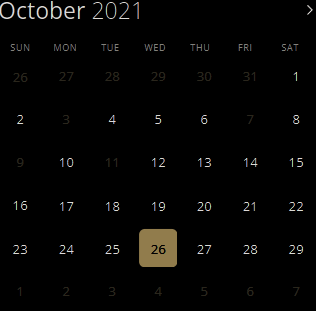 October 2021
SUN MON TUE WED THU FRI SAT
26 27 28 29 30 31 1
2 3 4 5 6 7 8
9 10 11 12 13 14 15
16 17 18 19 20 21 22
23 24 25 26 27 28 29
1 2 3 4 5 6 7